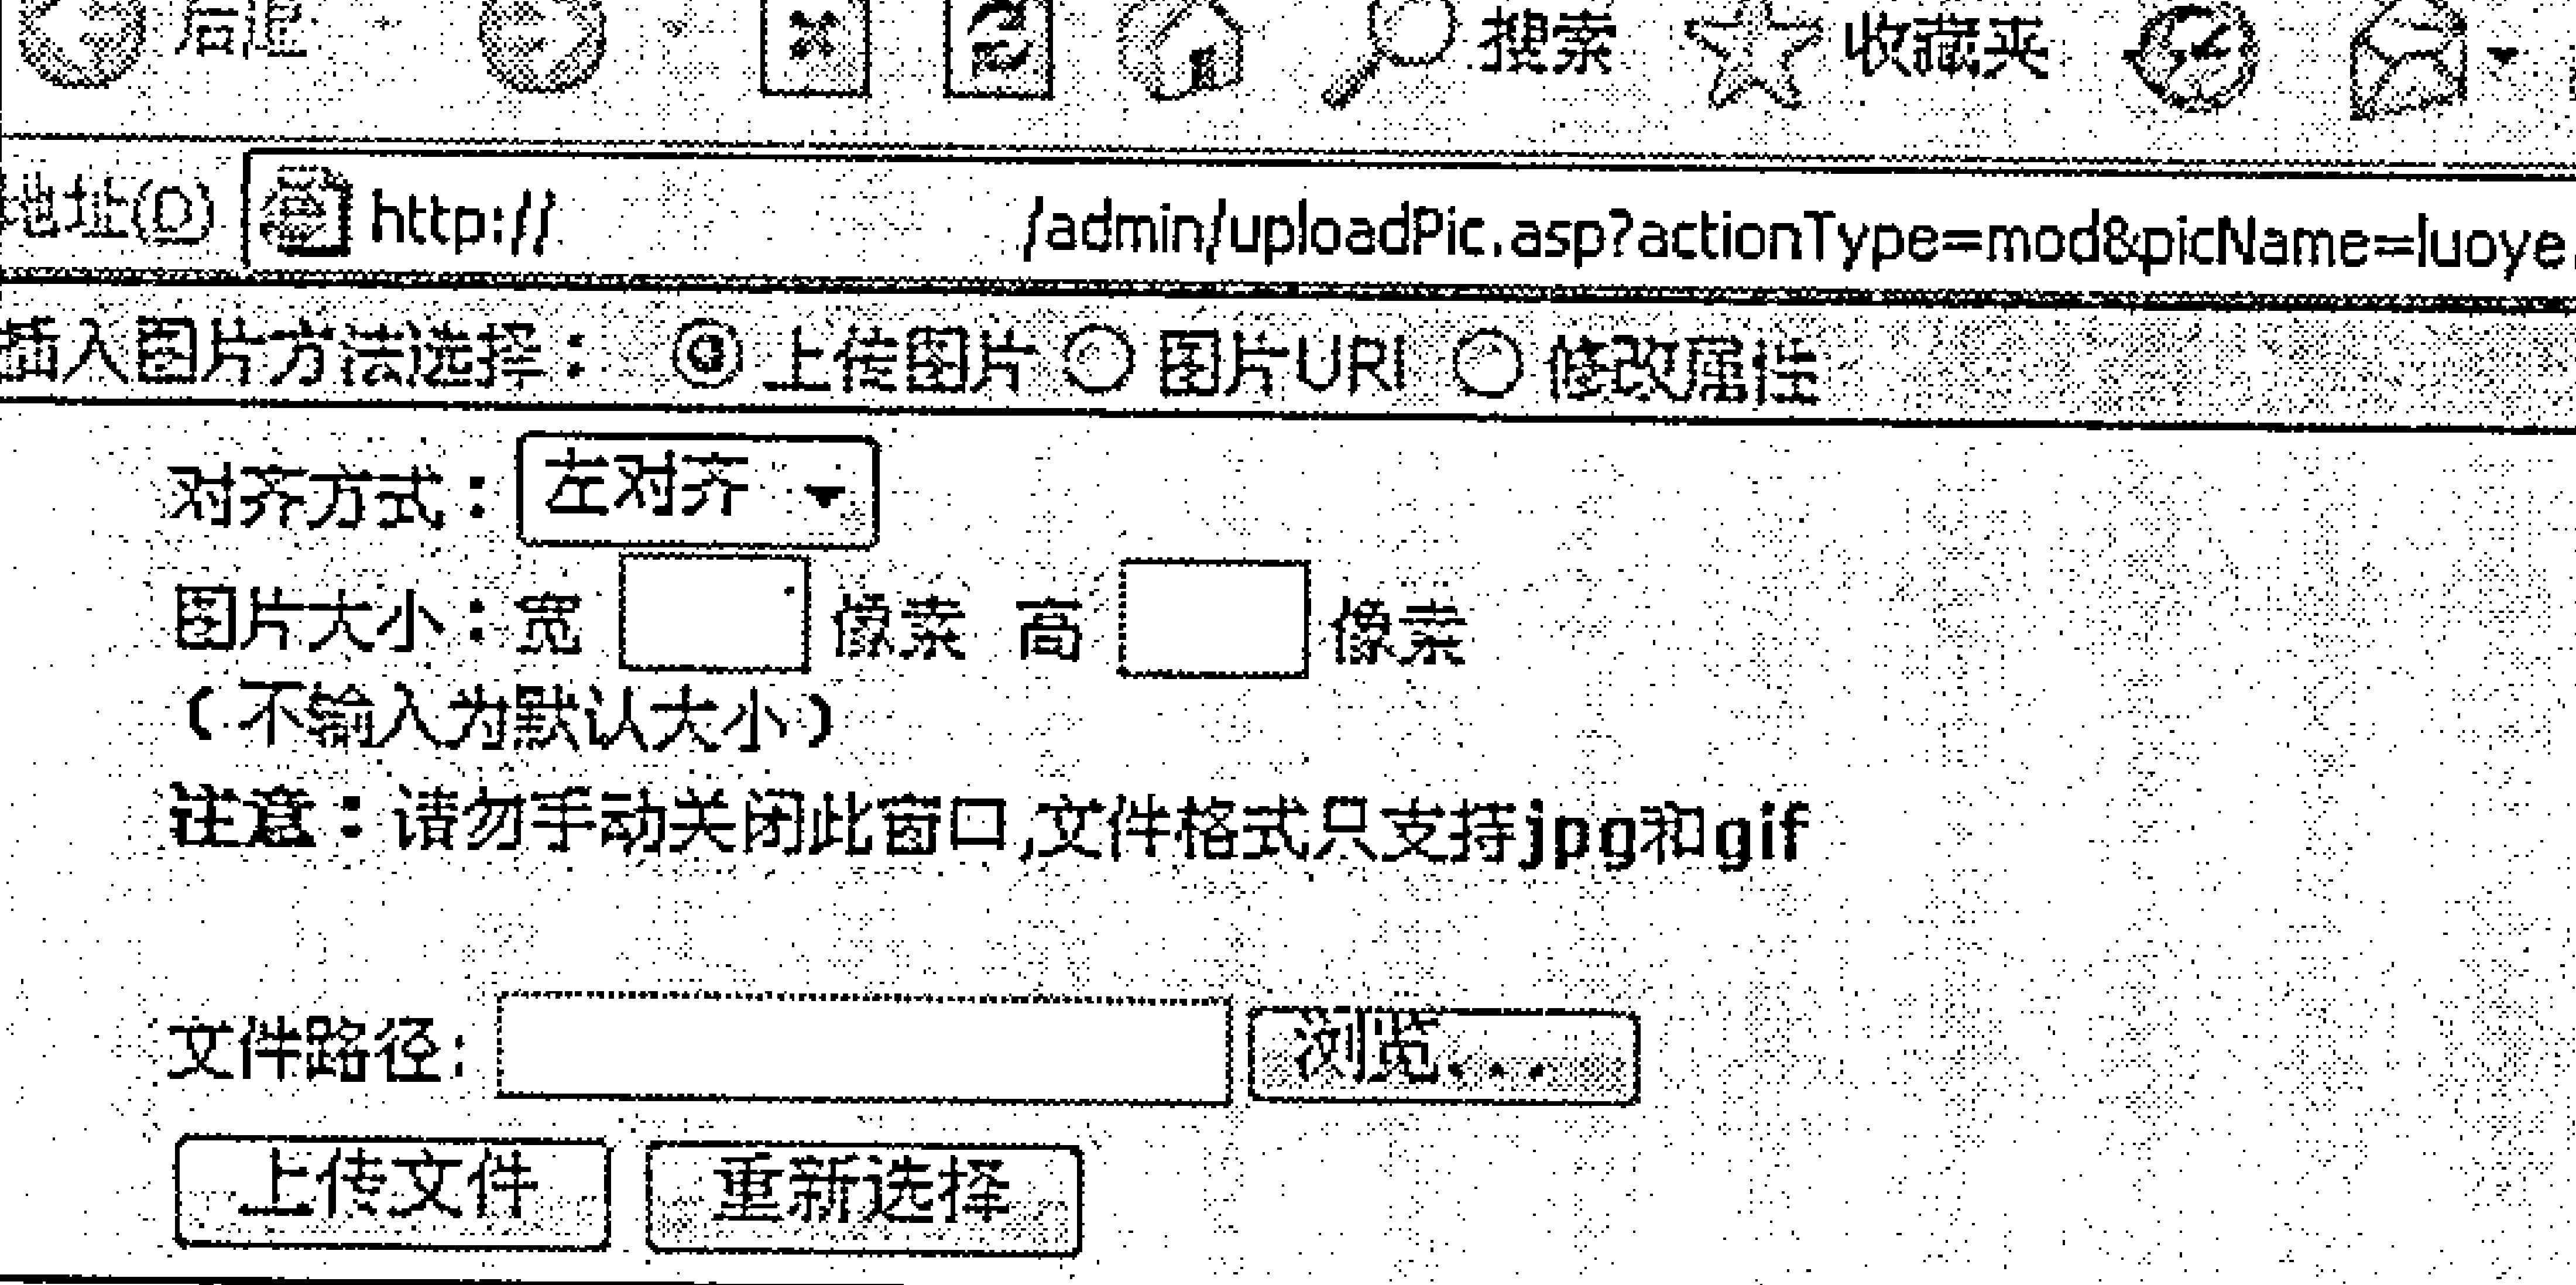 后退 搜索 收藏夹
地址(D) http:// /admin/uploadPic.asp?actionType=mod&picName=luoye.
插入图片方法选择： 上传图片 图片URl 修改属性
对齐方式： 左对齐
图片大小：宽 像素 高 像素
（不输入为默认大小）
注意：请勿手动关闭此窗口,文件格式只支持jpg和gif
文件路径: 浏览...
上传文件 重新选择